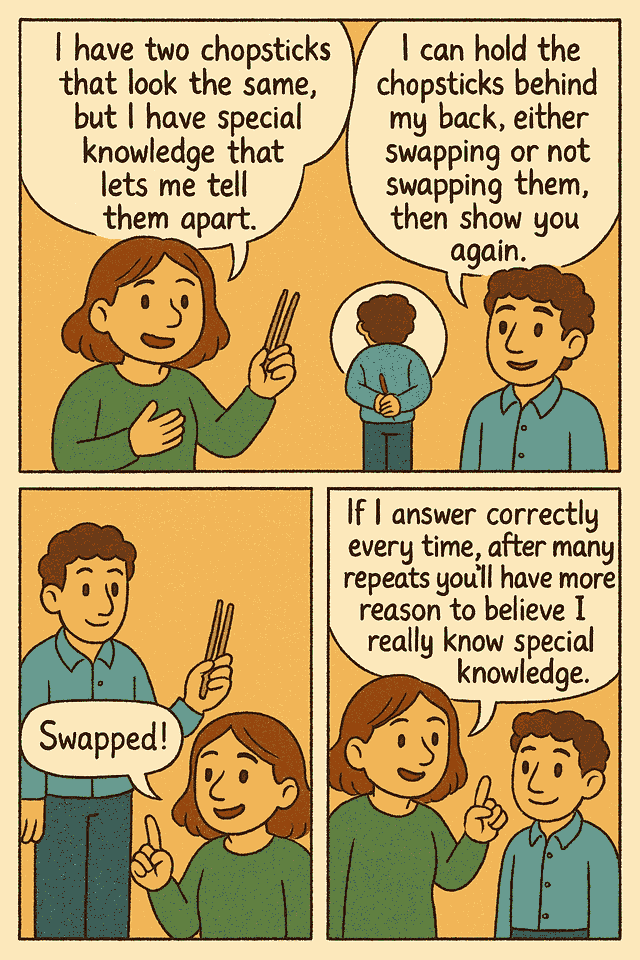 I have two chopsticks
that look the same,
but I have special
knowledge that
lets me tell
them apart.
I can hold the
chopsticks behind
my back, either
swapping or not
swapping them,
then show you
again.
Swapped!
If I answer correctly
every time, after many
repeats you'll have more
reason to believe I
really know special
knowledge.